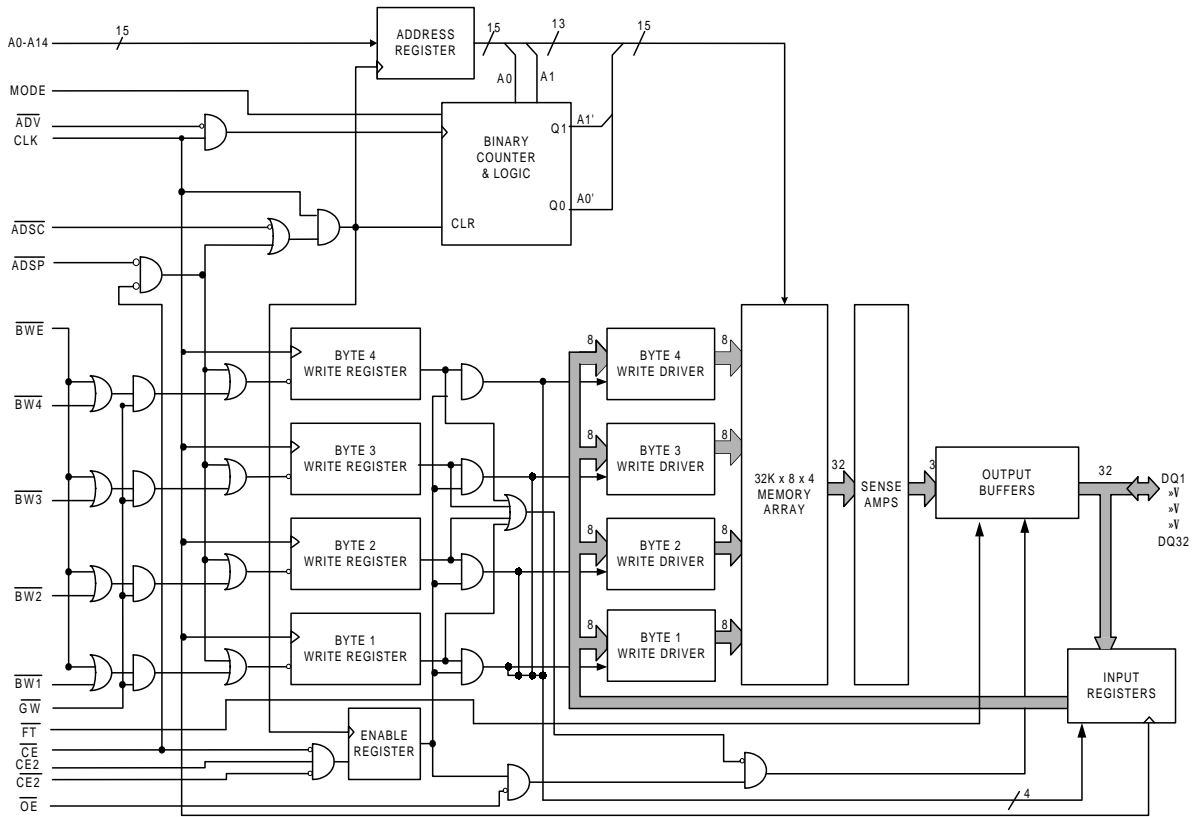 A0-A14
15
ADDRESS
REGISTER
15
13
15
A0
A1
MODE
ADV
CLK
BINARY
COUNTER
& LOGIC
Q1
A1'
Q0
A0'
CLR
ADSC
ADSP
BWE
BW4
BW3
BW2
BW1
GW
FT
CE
CE2
CE2
OE
BYTE 4
WRITE REGISTER
BYTE 3
WRITE REGISTER
BYTE 2
WRITE REGISTER
BYTE 1
WRITE REGISTER
ENABLE
REGISTER
8
BYTE 4
WRITE DRIVER
8
8
BYTE 3
WRITE DRIVER
8
8
BYTE 2
WRITE DRIVER
8
8
BYTE 1
WRITE DRIVER
8
32K x 8 x 4
MEMORY
ARRAY
32
SENSE
AMPS
3
OUTPUT
BUFFERS
32
DQ1
»V
»V
»V
DQ32
INPUT
REGISTERS
4